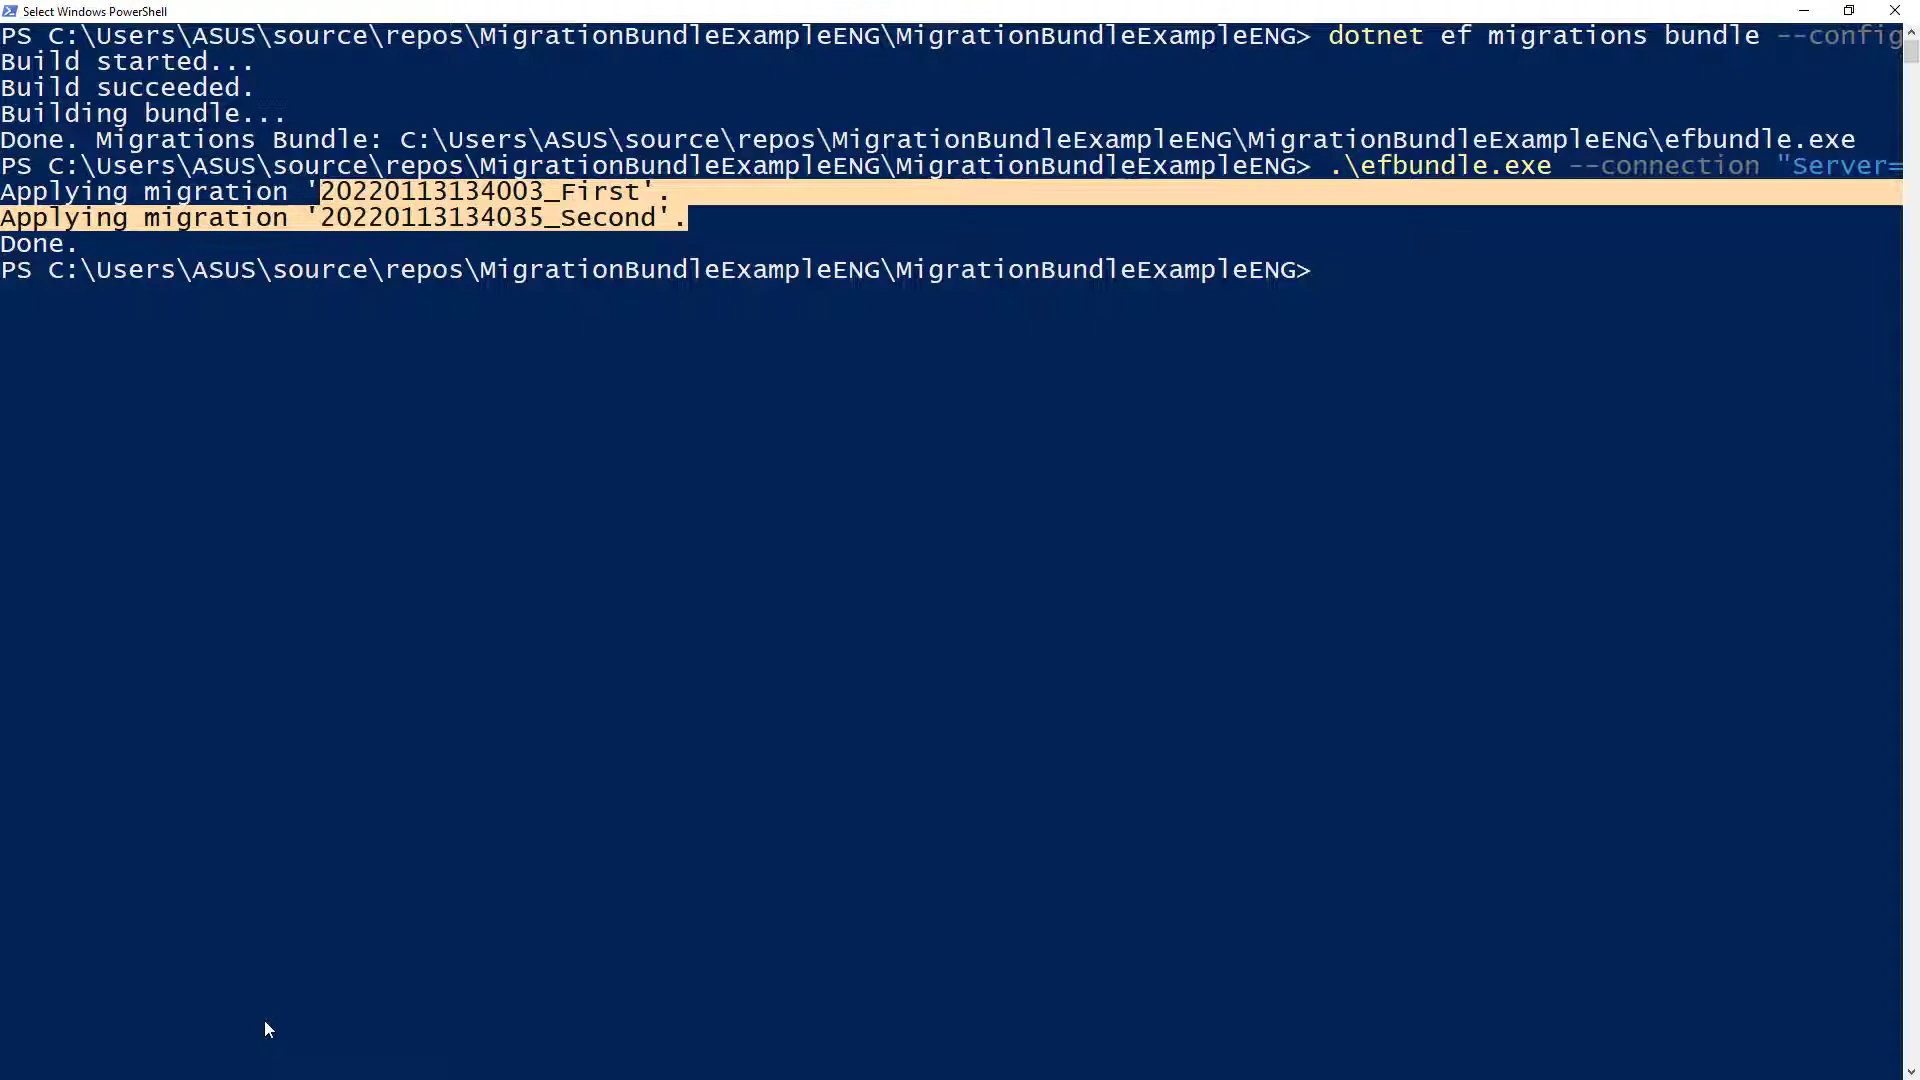 Select Windows PowerShell
PS C:\Users\ASUS\source\repos\MigrationBundleExampleENG\MigrationBundleExampleENG> dotnet ef migrations bundle --config
Build started...
Build succeeded.
Building bundle...
Done. Migrations Bundle: C:\Users\ASUS\source\repos\MigrationBundleExampleENG\MigrationBundleExampleENG\efbundle.exe
PS C:\Users\ASUS\source\repos\MigrationBundleExampleENG\MigrationBundleExampleENG> .\efbundle.exe --connection "Server=
Applying migration '20220113134003_First'.
Applying migration '20220113134035_Second'.
Done.
PS C:\Users\ASUS\source\repos\MigrationBundleExampleENG\MigrationBundleExampleENG>